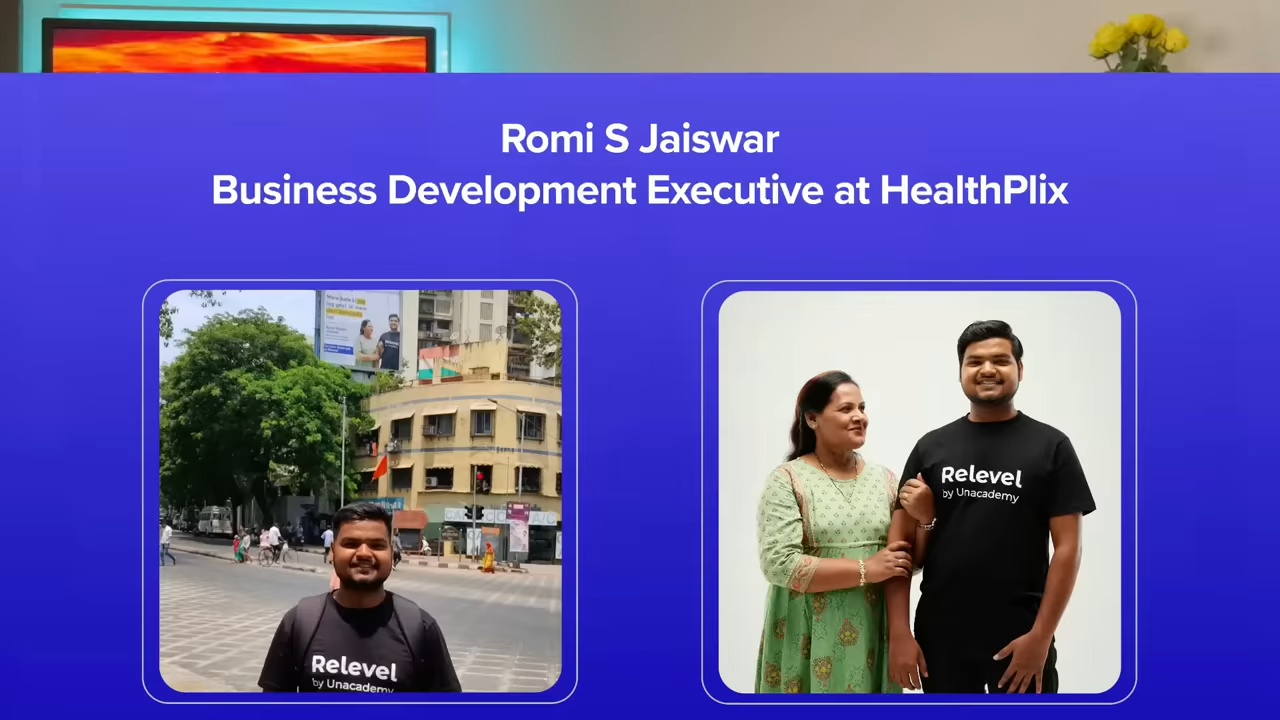 Romi S Jaiswar
Business Development Executive at HealthPlix
Relevel
by Unacademy
Relevel
by Unacademy